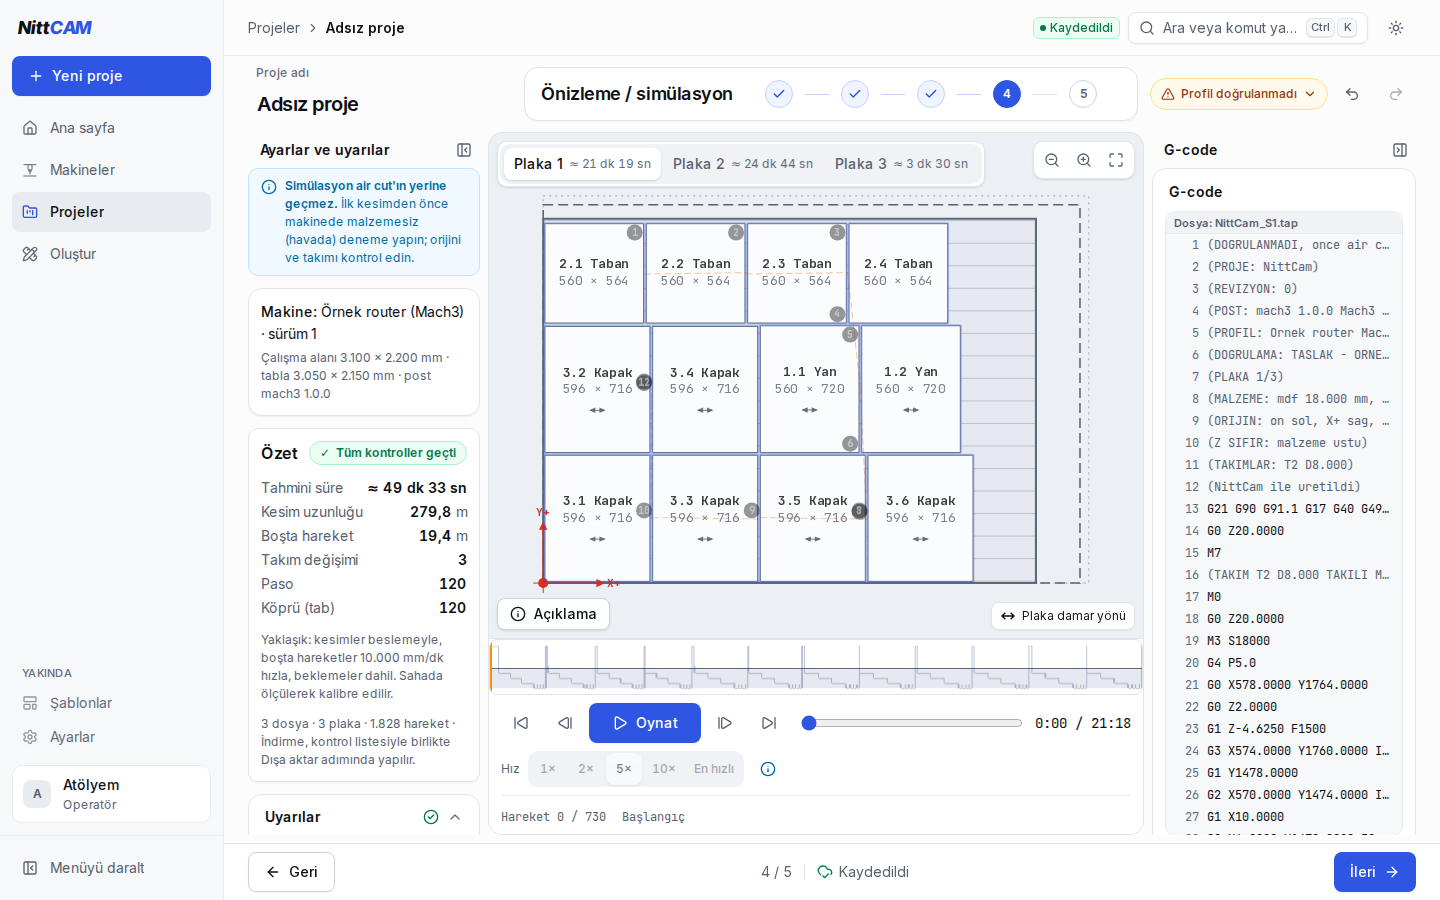 NittCAM
Yeni proje
Ana sayfa
Makineler
Projeler
Oluştur
YAKINDA
Şablonlar
Ayarlar
A
Atölyem
Operatör
Menüyü daralt
Projeler > Adsız proje
Kaydedildi
Ara veya komut ya... Ctrl K
Proje adı
Adsız proje
Önizleme / simülasyon
4
5
Profil doğrulanmadı
Ayarlar ve uyarılar
Simülasyon air cut'ın yerine
geçmez. İlk kesimden önce
makinede malzemesiz
(havada) deneme yapın; orijini
ve takımı kontrol edin.
Makine: Örnek router (Mach3)
· sürüm 1
Çalışma alanı 3.100 × 2.200 mm ·
tabla 3.050 × 2.150 mm · post
mach3 1.0.0
Özet
✓ Tüm kontroller geçti
Tahmini süre ≈ 49 dk 33 sn
Kesim uzunluğu 279,8 m
Boşta hareket 19,4 m
Takım değişimi 3
Paso 120
Köprü (tab) 120
Yaklaşık: kesimler beslemeyle,
boşta hareketler 10.000 mm/dk
hızla, beklemeler dahil. Sahada
ölçülerek kalibre edilir.
3 dosya · 3 plaka · 1.828 hareket ·
İndirme, kontrol listesiyle birlikte
Dışa aktar adımında yapılır.
Uyarılar
Plaka 1 ≈ 21 dk 19 sn
Plaka 2 ≈ 24 dk 44 sn
Plaka 3 ≈ 3 dk 30 sn
1
2
3
2.1 Taban
560 × 564
2.2 Taban
560 × 564
2.3 Taban
560 × 564
2.4 Taban
560 × 564
4
5
3.2 Kapak
596 × 716
12
3.4 Kapak
596 × 716
1.1 Yan
560 × 720
1.2 Yan
560 × 720
6
3.1 Kapak
596 × 716
10
3.3 Kapak
596 × 716
9
3.5 Kapak
596 × 716
8
3.6 Kapak
596 × 716
Y+
X+
Açıklama
Plaka damar yönü
Oynat
0:00 / 21:18
Hız
1×
2×
5×
10×
En hızlı
Hareket 0 / 730 Başlangıç
G-code
G-code
Dosya: NittCam_S1.tap
1 (DOGRULANMADI, once air c…
2 (PROJE: NittCam)
3 (REVIZYON: 0)
4 (POST: mach3 1.0.0 Mach3 …
5 (PROFIL: Ornek router Mac…
6 (DOGRULAMA: TASLAK - ORNE…
7 (PLAKA 1/3)
8 (MALZEME: mdf 18.000 mm, …
9 (ORIJIN: on sol, X+ sag, …
10 (Z SIFIR: malzeme ustu)
11 (TAKIMLAR: T2 D8.000)
12 (NittCam ile uretildi)
13 G21 G90 G91.1 G17 G40 G49…
14 G0 Z20.0000
15 M7
16 (TAKIM T2 D8.000 TAKILI M…
17 M0
18 G0 Z20.0000
19 M3 S18000
20 G4 P5.0
21 G0 X578.0000 Y1764.0000
22 G0 Z2.0000
23 G1 Z-4.6250 F1500
24 G3 X574.0000 Y1760.0000 I…
25 G1 Y1478.0000
26 G2 X570.0000 Y1474.0000 I…
27 G1 X10.0000
Geri
4 / 5
Kaydedildi
İleri